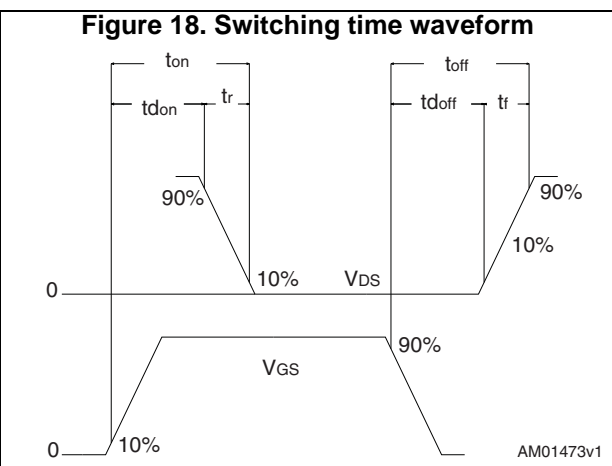 Figure 18. Switching time waveform
ton
toff
tdon
tr
tdoff
tf
90%
90%
10%
10%
0
VDS
90%
VGS
0
10%
AM01473v1